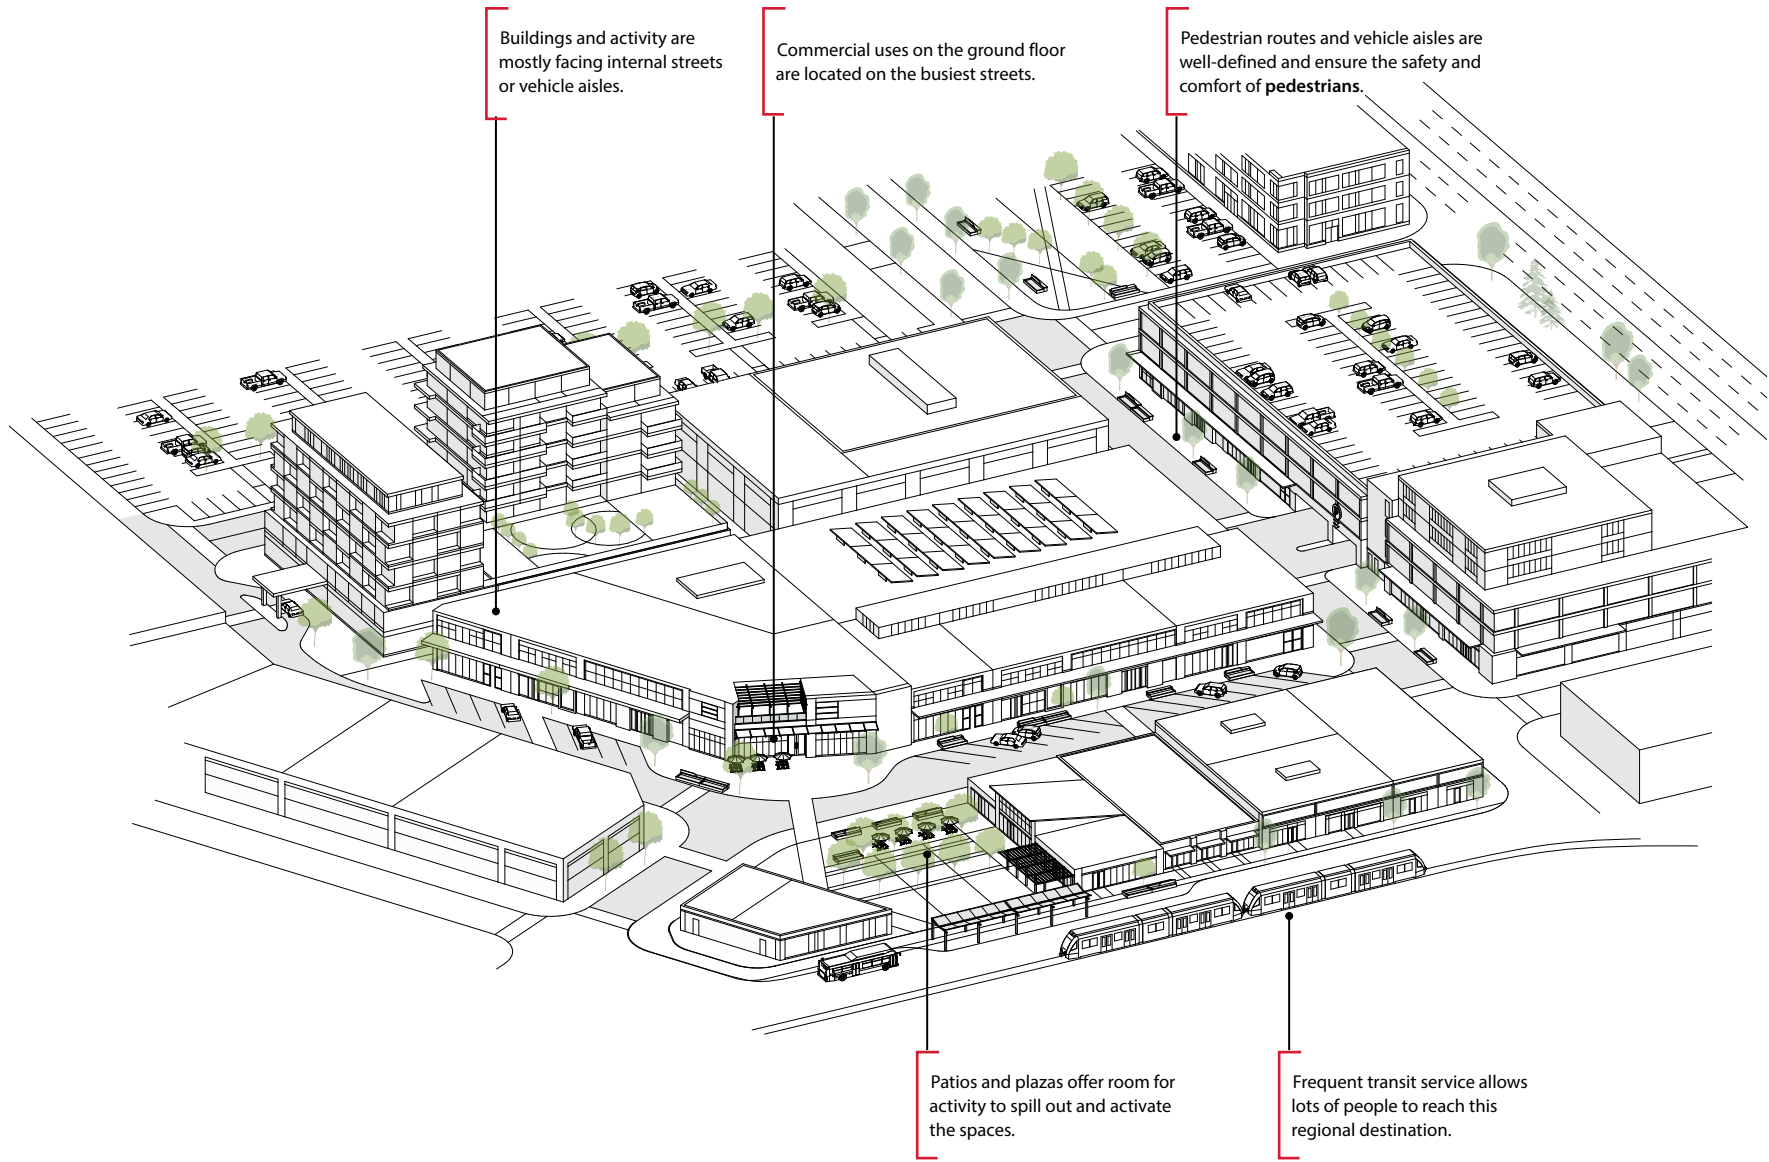 Buildings and activity are
mostly facing internal streets
or vehicle aisles.
Commercial uses on the ground floor
are located on the busiest streets.
Pedestrian routes and vehicle aisles are
well-defined and ensure the safety and
comfort of pedestrians.
Patios and plazas offer room for
activity to spill out and activate
the spaces.
Frequent transit service allows
lots of people to reach this
regional destination.